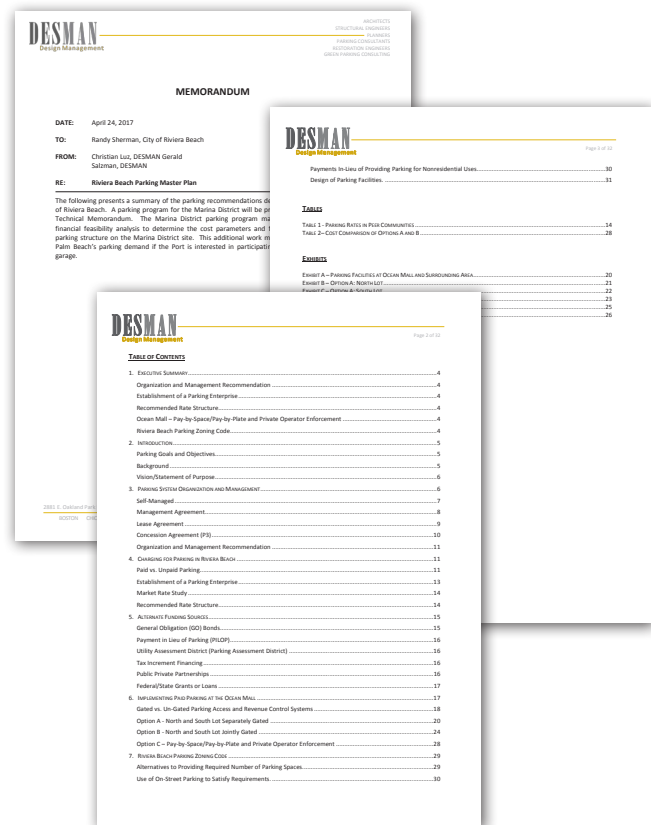 DESMAN
Design Management
ARCHITECTS
STRUCTURAL ENGINEERS
PLANNERS
PARKING CONSULTANTS
RESTORATION ENGINEERS
GREEN PARKING CONSULTING
MEMORANDUM
DATE: April 24, 2017
TO: Randy Sherman, City of Riviera Beach
FROM: Christian Luz, DESMAN Gerald
Salzman, DESMAN
RE: Riviera Beach Parking Master Plan
The following presents a summary of the parking recommendations
of Riviera Beach. A parking program for the Marina District will be
Technical Memorandum. The Marina District parking program
financial feasibility analysis to determine the cost parameters and
parking structure on the Marina District site. This additional work
Palm Beach's parking demand if the Port is interested in
garage.
2881 E. Oakland Park
BOSTON
DESMAN
Design Management
Payments In-Lieu of Providing Parking for Nonresidential Uses 30
Design of Parking Facilities. 31
TABLES
TABLE 1 - PARKING RATES IN PEER COMMUNITIES 14
TABLE 2– COST COMPARISON OF OPTIONS A AND B 28
EXHIBITS
EXHIBIT A – PARKING FACILITIES AT OCEAN MALL AND SURROUNDING AREA 20
EXHIBIT B – OPTION A: NORTH LOT 21
EXHIBIT C – OPTION A: SOUTH LOT 22
23
25
26
DESMAN
Design Management
TABLE OF CONTENTS
1. EXECUTIVE SUMMARY 4
Organization and Management Recommendation 4
Establishment of a Parking Enterprise 4
Recommended Rate Structure 4
Ocean Mall – Pay-by-Space/Pay-by-Plate and Private Operator Enforcement 4
Riviera Beach Parking Zoning Code 4
2. INTRODUCTION 5
Parking Goals and Objectives 5
Background 5
Vision/Statement of Purpose 6
3. PARKING SYSTEM ORGANIZATION AND MANAGEMENT 6
Self-Managed 7
Management Agreement 8
Lease Agreement 9
Concession Agreement (P3) 10
Organization and Management Recommendation 11
4. CHARGING FOR PARKING IN RIVIERA BEACH 11
Paid vs. Unpaid Parking 11
Establishment of a Parking Enterprise 13
Market Rate Study 14
Recommended Rate Structure 14
5. ALTERNATE FUNDING SOURCES 15
General Obligation (GO) Bonds 15
Payment in Lieu of Parking (PILOP) 16
Utility Assessment District (Parking Assessment District) 16
Tax Increment Financing 16
Public Private Partnerships 16
Federal/State Grants or Loans 17
6. IMPLEMENTING PAID PARKING AT THE OCEAN MALL 17
Gated vs. Un-Gated Parking Access and Revenue Control Systems 18
Option A - North and South Lot Separately Gated 20
Option B - North and South Lot Jointly Gated 24
Option C – Pay-by-Space/Pay-by-Plate and Private Operator Enforcement 28
7. RIVIERA BEACH PARKING ZONING CODE 29
Alternatives to Providing Required Number of Parking Spaces 29
Use of On-Street Parking to Satisfy Requirements. 30